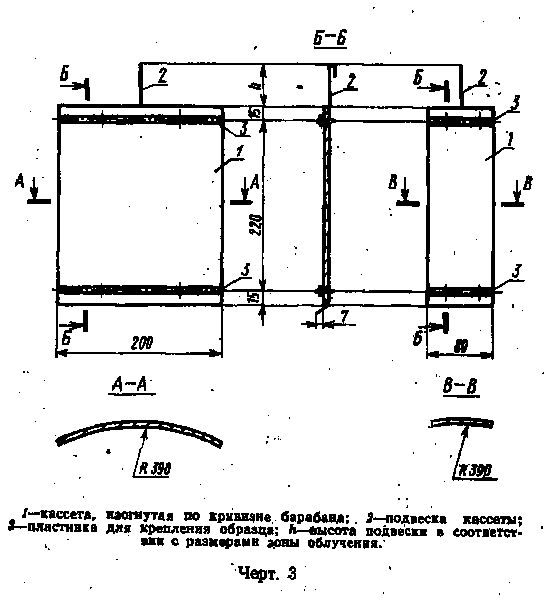 Б—Б
Б 2 h 2 Б 2
15 3
3 1 1
А А В В
220
3 3
15
Б 7 Б
200 80
А—А В—В
R 390 R 390
1—кассета, изогнутая по кривизне барабана; 2—подвеска кассеты;
3—пластинка для крепления образца; h—высота подвески в соответст-
вии с размерами зоны облучения.
Черт. 3